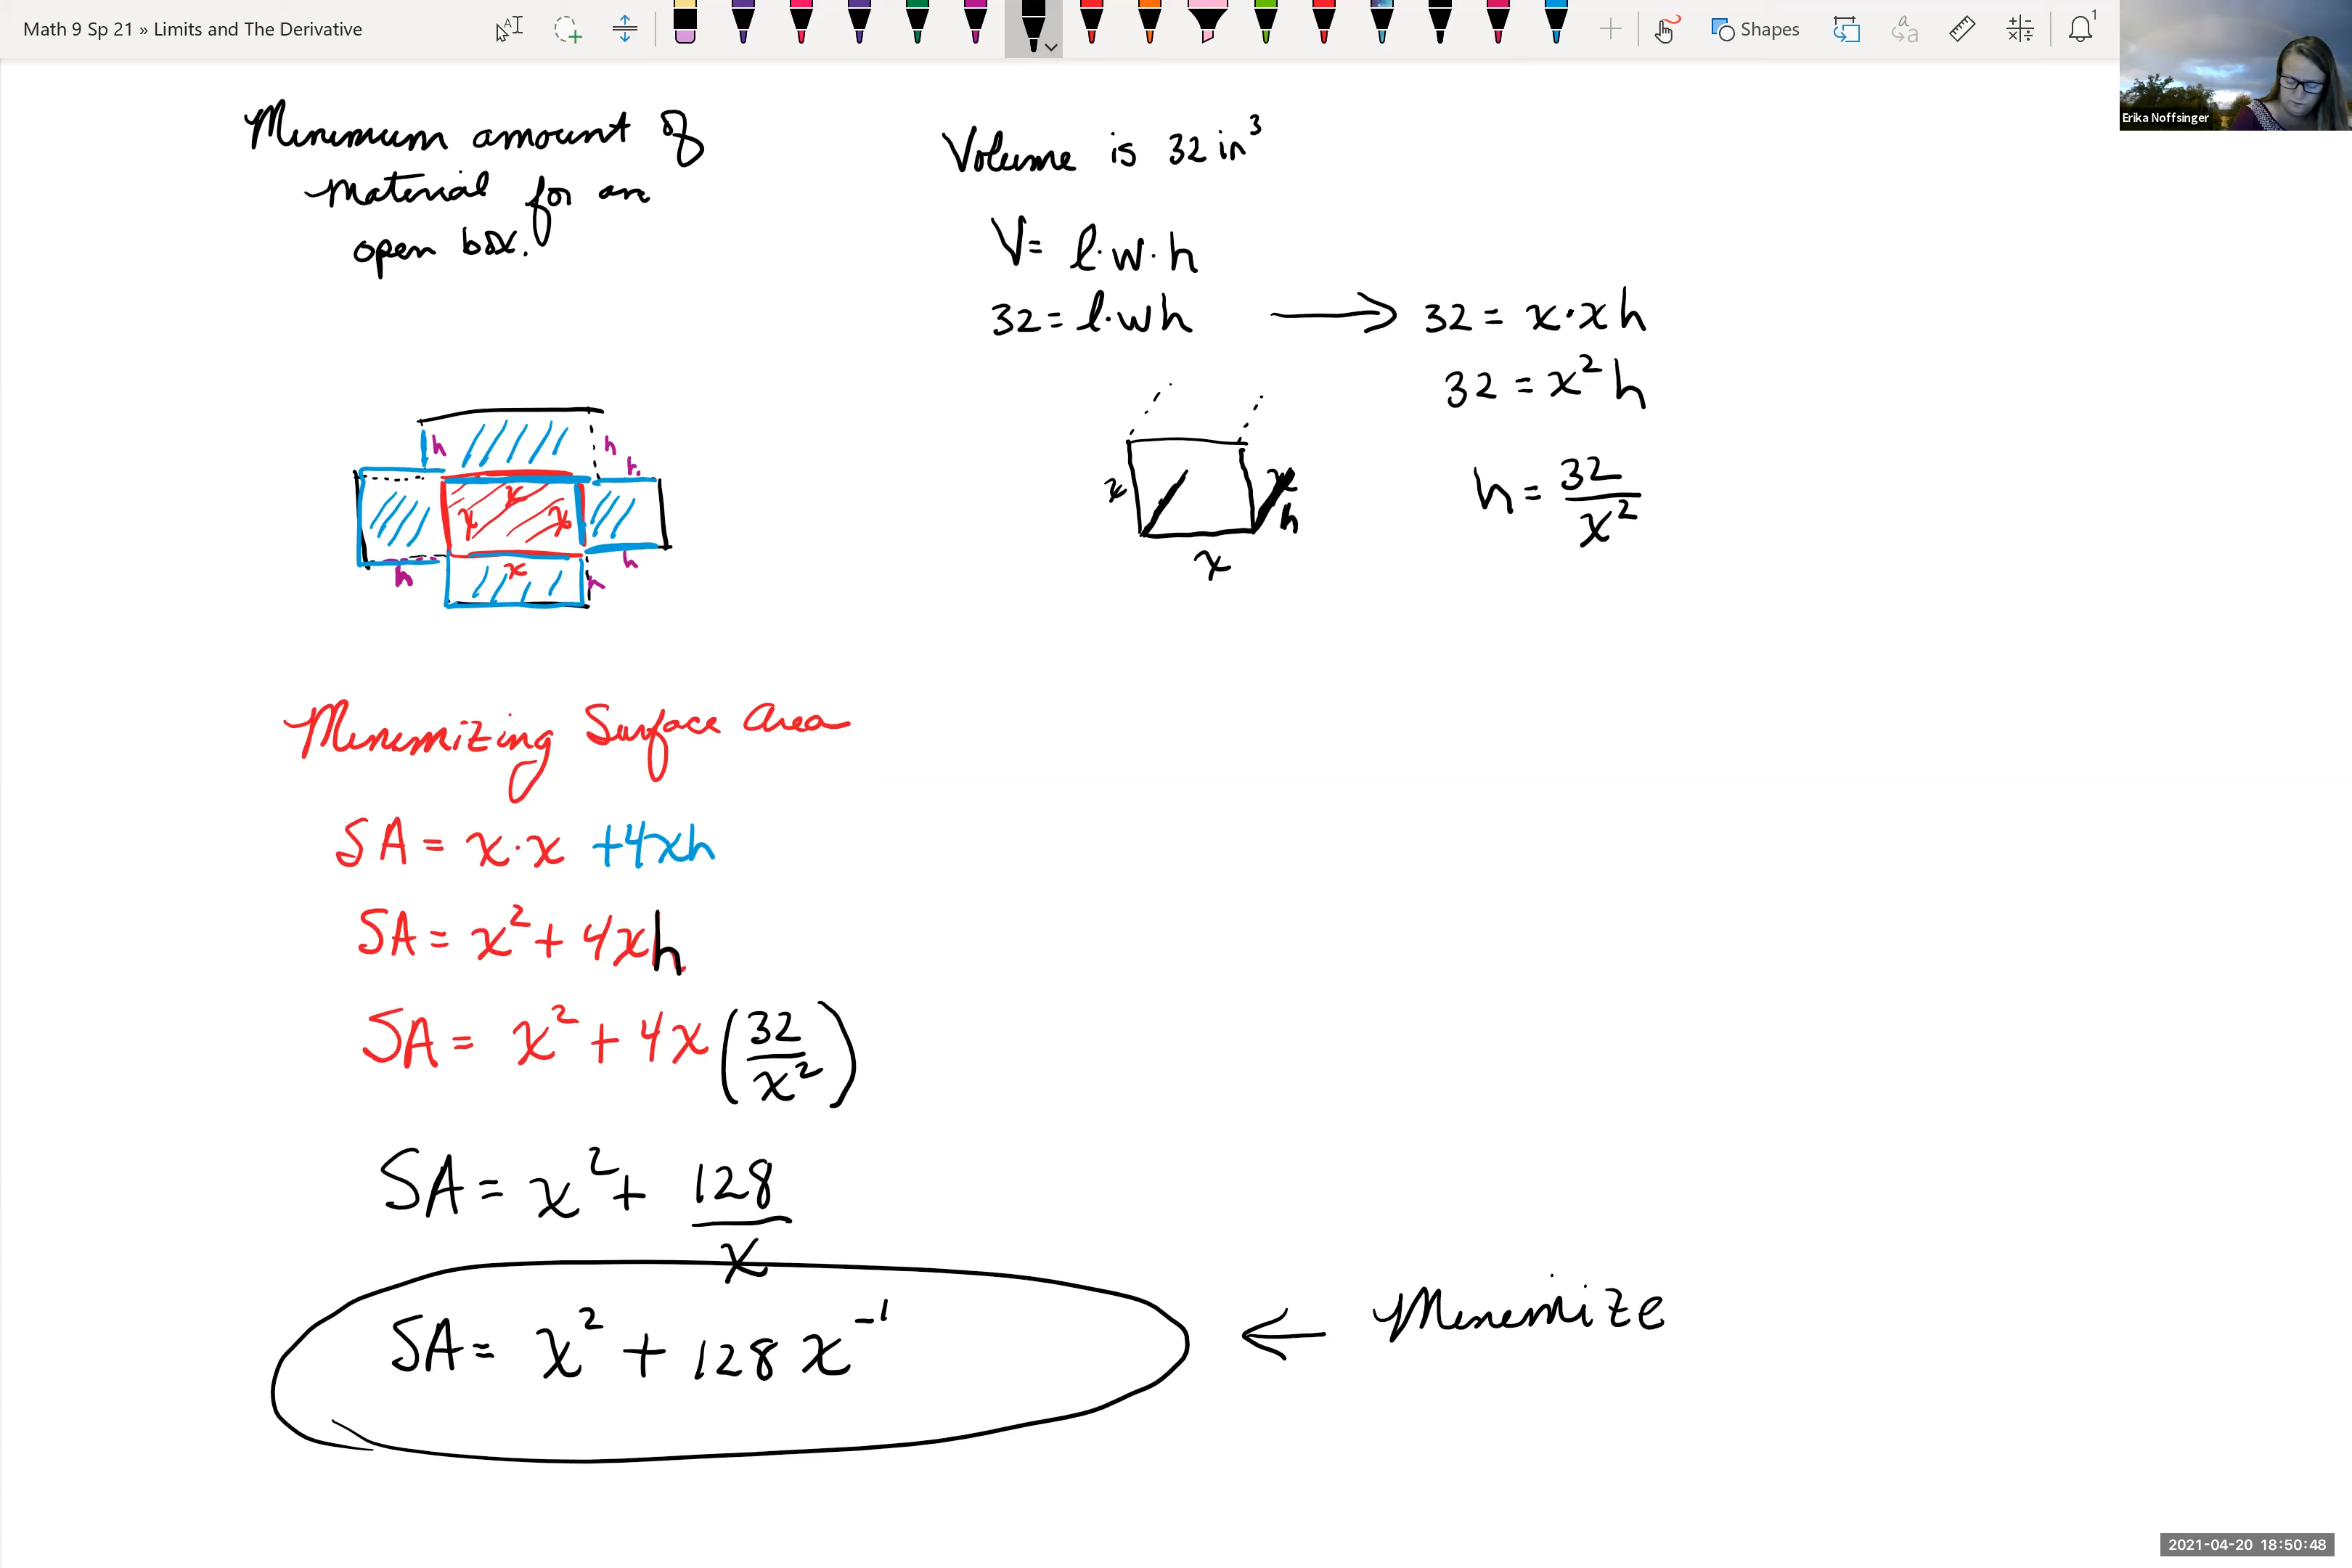 Math 9 Sp 21 » Limits and The Derivative
Shapes
1
Erika Noffsinger
Minimum amount of
material for an
open box.
Volume is 32 in³
V= l·w·h
32 = l·wh → 32 = x·xh
32 = x²h
h = 32/x²
h
h
h
h
h
h
x
x
x
x
x
x
h
x
Minimizing Surface Area
SA = x·x +4xh
SA = x² + 4xh
SA = x² + 4x (32/x²)
SA = x² + 128/x
SA = x² + 128x⁻¹ ← Minimize
2021-04-20 18:50:48